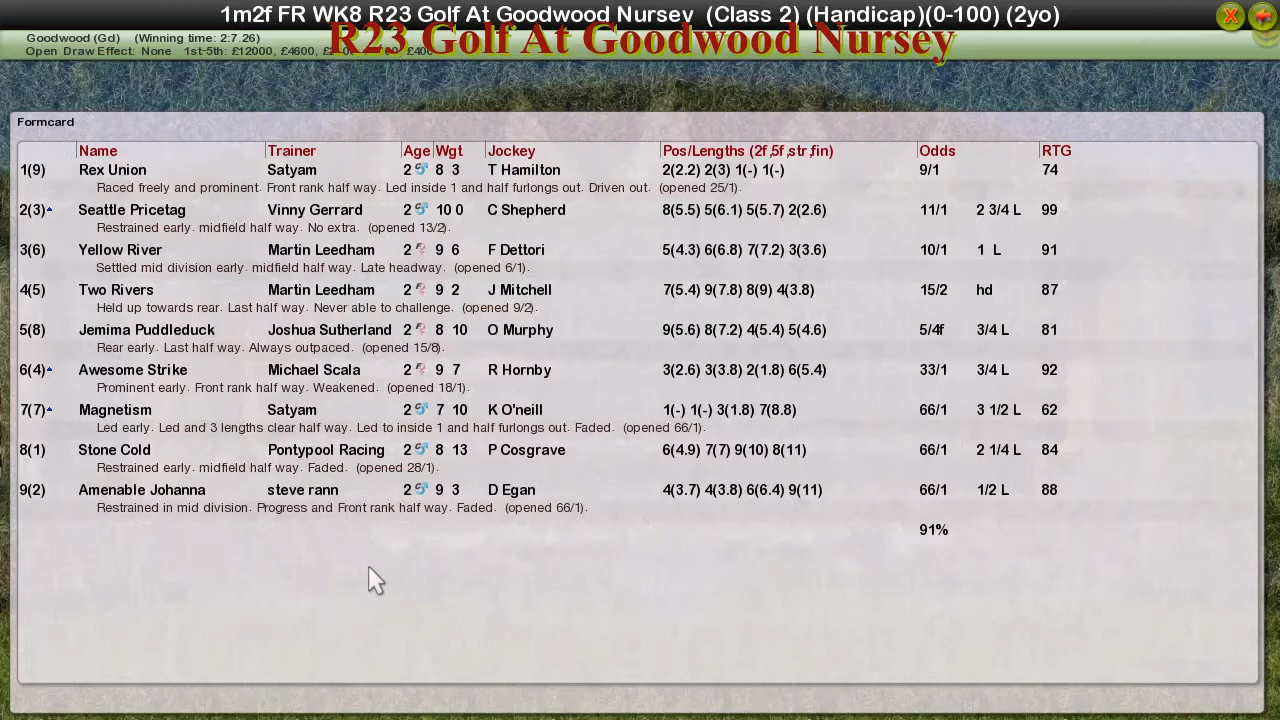 1m2f FR WK8 R23 Golf At Goodwood Nursey (Class 2) (Handicap)(0-100) (2yo)
R23 Golf At Goodwood Nursey
Goodwood (Gd) (Winning time: 2:7.26)
Open Draw Effect: None 1st-5th: £12000, £4600,
Formcard
Name Trainer Age Wgt Jockey Pos/Lengths (2f,5f,str,fin) Odds RTG
1(9) Rex Union Satyam 2 8 3 T Hamilton 2(2.2) 2(3) 1(-) 1(-) 9/1 74
Raced freely and prominent. Front rank half way. Led inside 1 and half furlongs out. Driven out. (opened 25/1).
2(3) Seattle Pricetag Vinny Gerrard 2 10 0 C Shepherd 8(5.5) 5(6.1) 5(5.7) 2(2.6) 11/1 2 3/4 L 99
Restrained early. midfield half way. No extra. (opened 13/2).
3(6) Yellow River Martin Leedham 2 9 6 F Dettori 5(4.3) 6(6.8) 7(7.2) 3(3.6) 10/1 1 L 91
Settled mid division early. midfield half way. Late headway. (opened 6/1).
4(5) Two Rivers Martin Leedham 2 9 2 J Mitchell 7(5.4) 9(7.8) 8(9) 4(3.8) 15/2 hd 87
Held up towards rear. Last half way. Never able to challenge. (opened 9/2).
5(8) Jemima Puddleduck Joshua Sutherland 2 8 10 O Murphy 9(5.6) 8(7.2) 4(5.4) 5(4.6) 5/4f 3/4 L 81
Rear early. Last half way. Always outpaced. (opened 15/8).
6(4) Awesome Strike Michael Scala 2 9 7 R Hornby 3(2.6) 3(3.8) 2(1.8) 6(5.4) 33/1 3/4 L 92
Prominent early. Front rank half way. Weakened. (opened 18/1).
7(7) Magnetism Satyam 2 7 10 K O'neill 1(-) 1(-) 3(1.8) 7(8.8) 66/1 3 1/2 L 62
Led early. Led and 3 lengths clear half way. Led to inside 1 and half furlongs out. Faded. (opened 66/1).
8(1) Stone Cold Pontypool Racing 2 8 13 P Cosgrave 6(4.9) 7(7) 9(10) 8(11) 66/1 2 1/4 L 84
Restrained early. midfield half way. Faded. (opened 28/1).
9(2) Amenable Johanna steve rann 2 9 3 D Egan 4(3.7) 4(3.8) 6(6.4) 9(11) 66/1 1/2 L 88
Restrained in mid division. Progress and Front rank half way. Faded. (opened 66/1).
91%